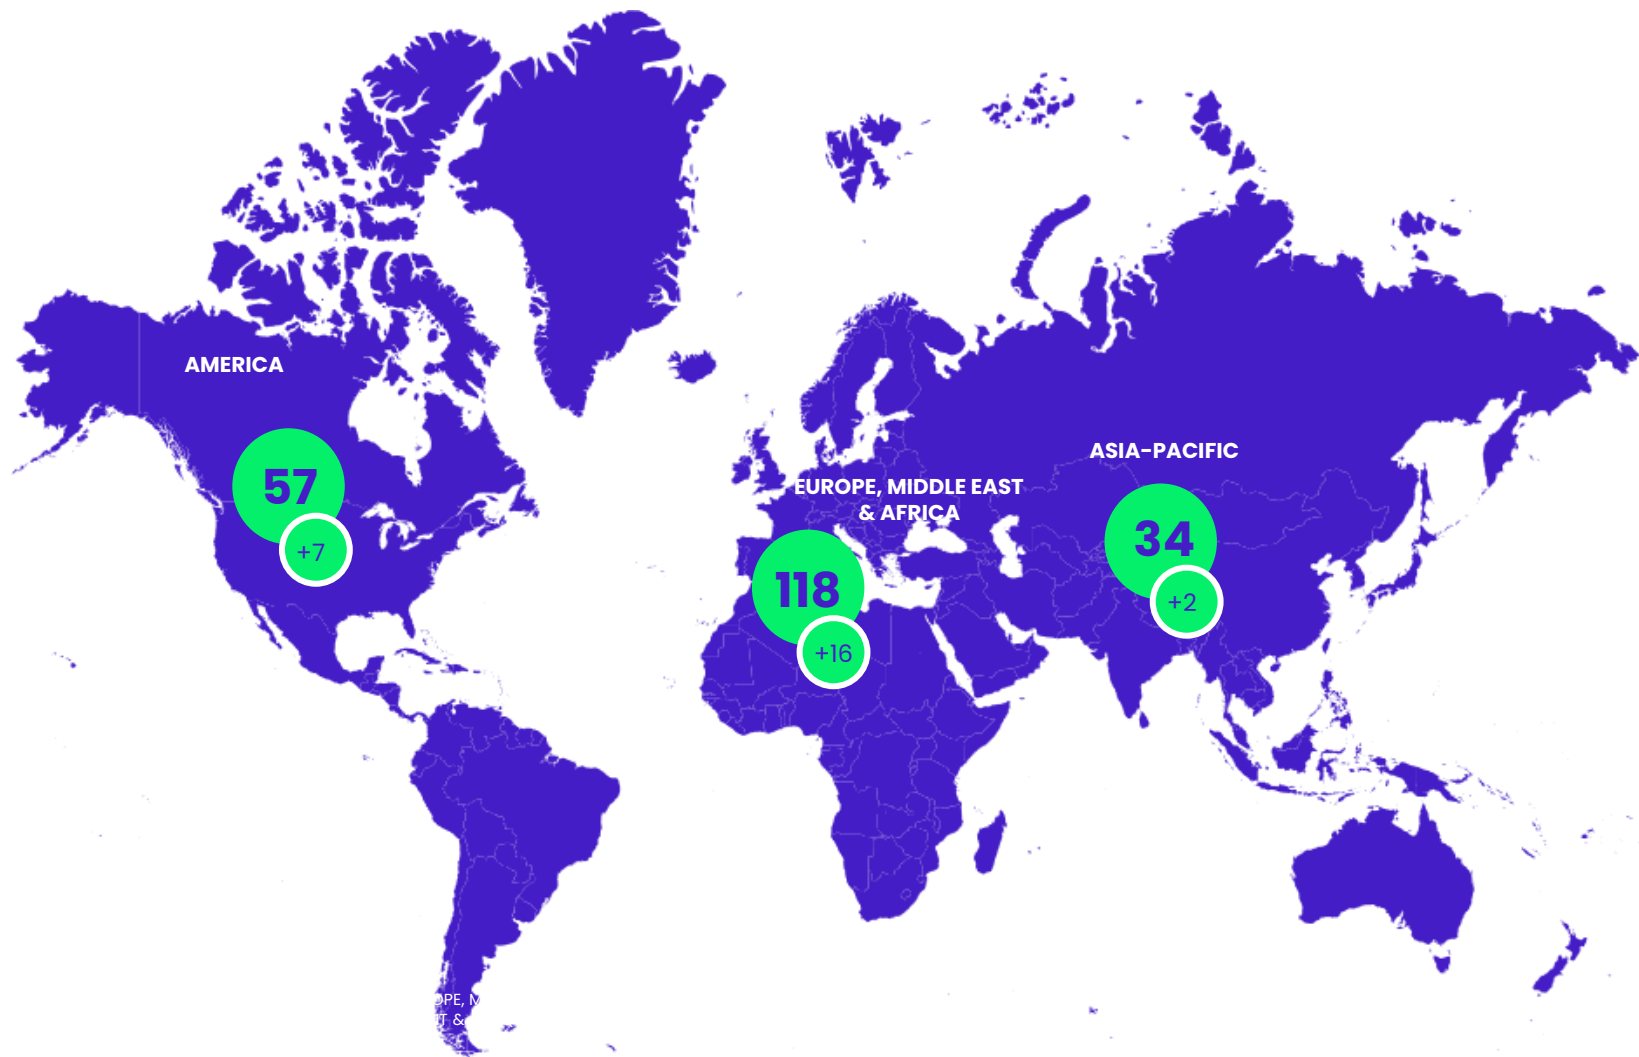 AMERICA
57
+7
EUROPE, MIDDLE EAST
& AFRICA
118
+16
ASIA-PACIFIC
34
+2
&